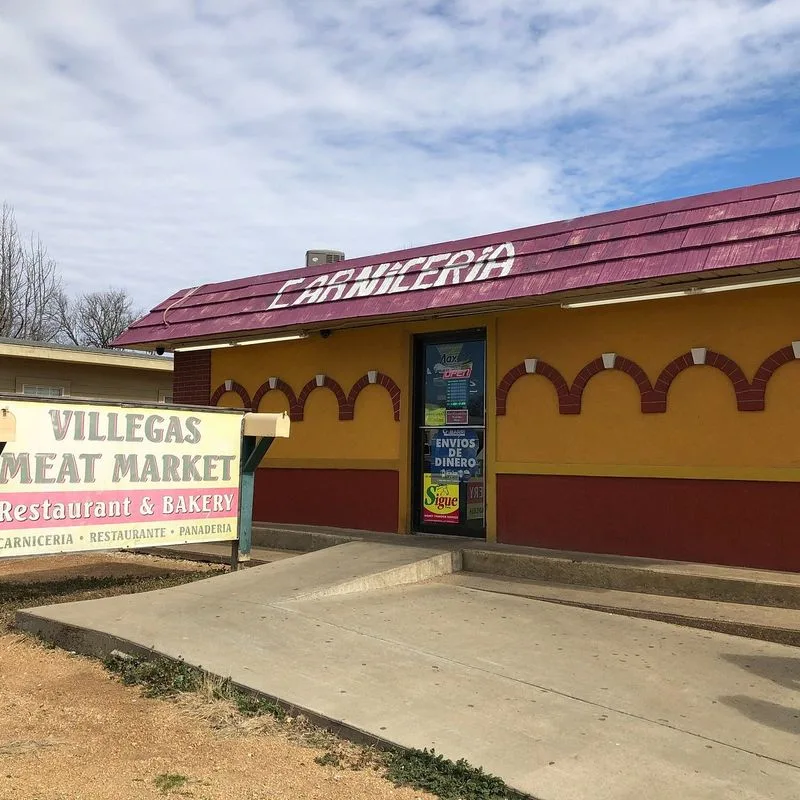 CARNICERIA
VILLEGAS
MEAT MARKET
Restaurant & BAKERY
CARNICERIA • RESTAURANTE • PANADERIA
OPEN
ENVIOS
DE
DINERO
Sigue